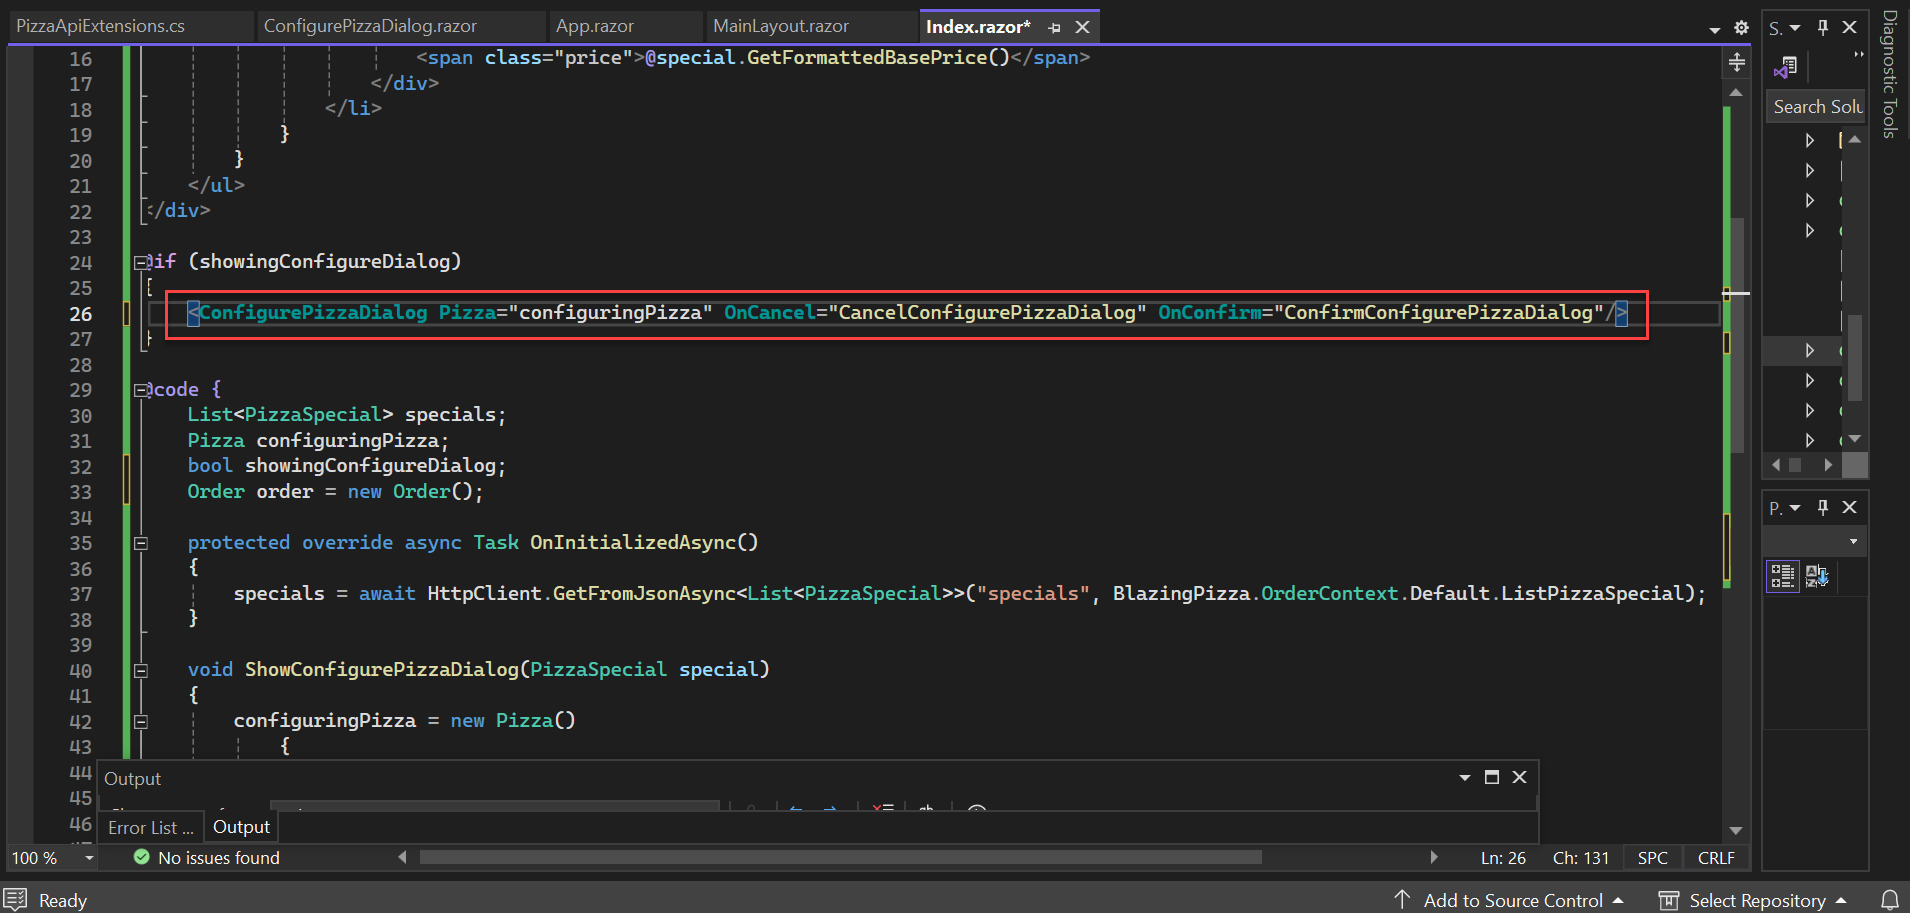 PizzaApiExtensions.cs ConfigurePizzaDialog.razor App.razor MainLayout.razor Index.razor*
16 <span class="price">@special.GetFormattedBasePrice()</span>
17 </div>
18 </li>
19 }
20 }
21 </ul>
22 </div>
23
24 @if (showingConfigureDialog)
25 {
26 <ConfigurePizzaDialog Pizza="configuringPizza" OnCancel="CancelConfigurePizzaDialog" OnConfirm="ConfirmConfigurePizzaDialog"/>
27 }
28
29 @code {
30 List<PizzaSpecial> specials;
31 Pizza configuringPizza;
32 bool showingConfigureDialog;
33 Order order = new Order();
34
35 protected override async Task OnInitializedAsync()
36 {
37 specials = await HttpClient.GetFromJsonAsync<List<PizzaSpecial>>("specials", BlazingPizza.OrderContext.Default.ListPizzaSpecial);
38 }
39
40 void ShowConfigurePizzaDialog(PizzaSpecial special)
41 {
42 configuringPizza = new Pizza()
43 {
44
45
46
Output
Error List ... Output
100 % No issues found Ln: 26 Ch: 131 SPC CRLF
Ready Add to Source Control Select Repository
S.
Search Solu
P.
Diagnostic Tools